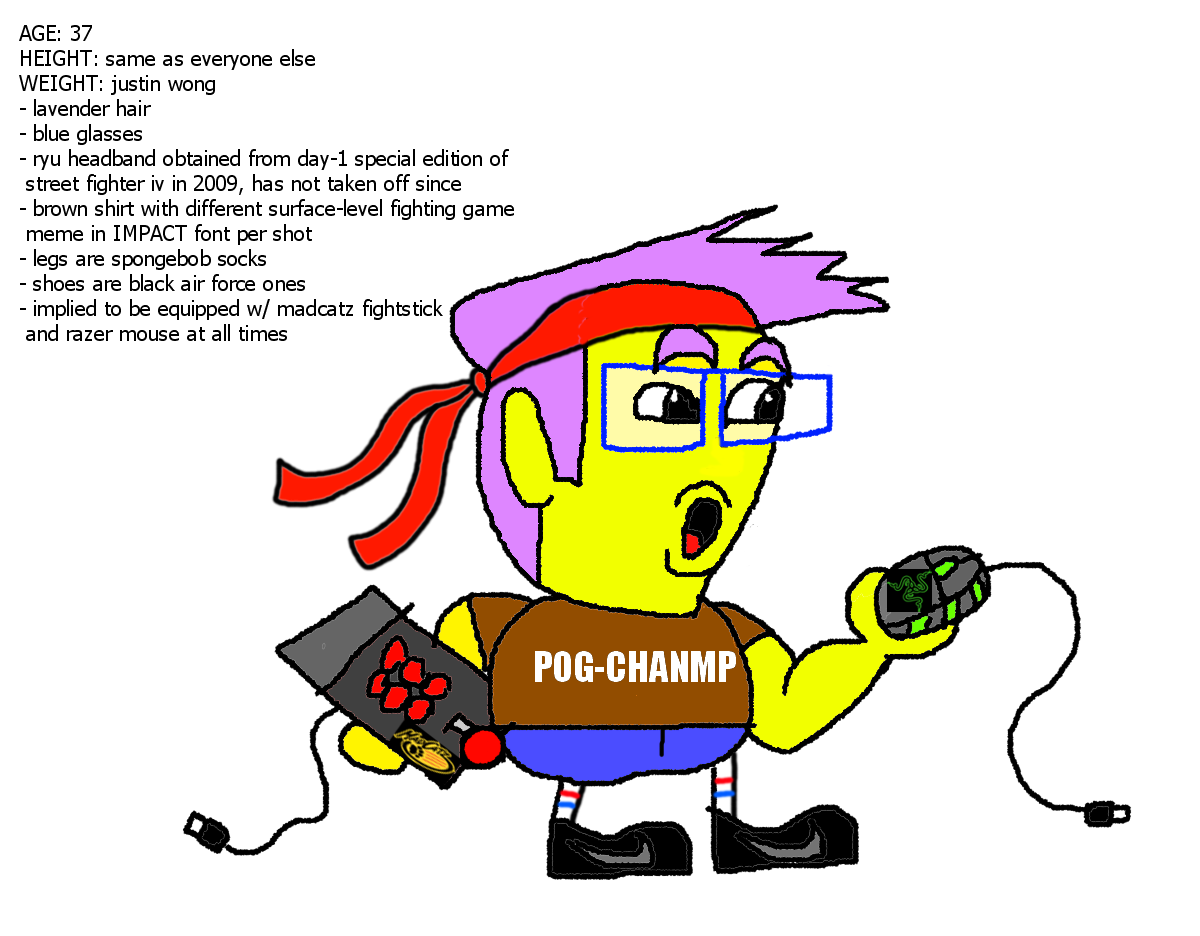 AGE: 37
HEIGHT: same as everyone else
WEIGHT: justin wong
- lavender hair
- blue glasses
- ryu headband obtained from day-1 special edition of
street fighter iv in 2009, has not taken off since
- brown shirt with different surface-level fighting game
meme in IMPACT font per shot
- legs are spongebob socks
- shoes are black air force ones
- implied to be equipped w/ madcatz fightstick
and razer mouse at all times
POG-CHANMP
Mad Catz